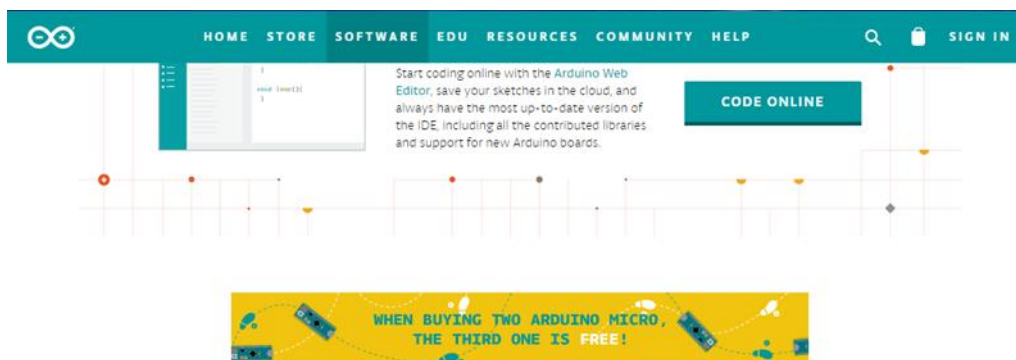 HOME STORE SOFTWARE EDU RESOURCES COMMUNITY HELP SIGN IN
}
void loop(){
}
Start coding online with the Arduino Web
Editor, save your sketches in the cloud, and
always have the most up-to-date version of
the IDE, including all the contributed libraries
and support for new Arduino boards.
CODE ONLINE
WHEN BUYING TWO ARDUINO MICRO,
THE THIRD ONE IS FREE!